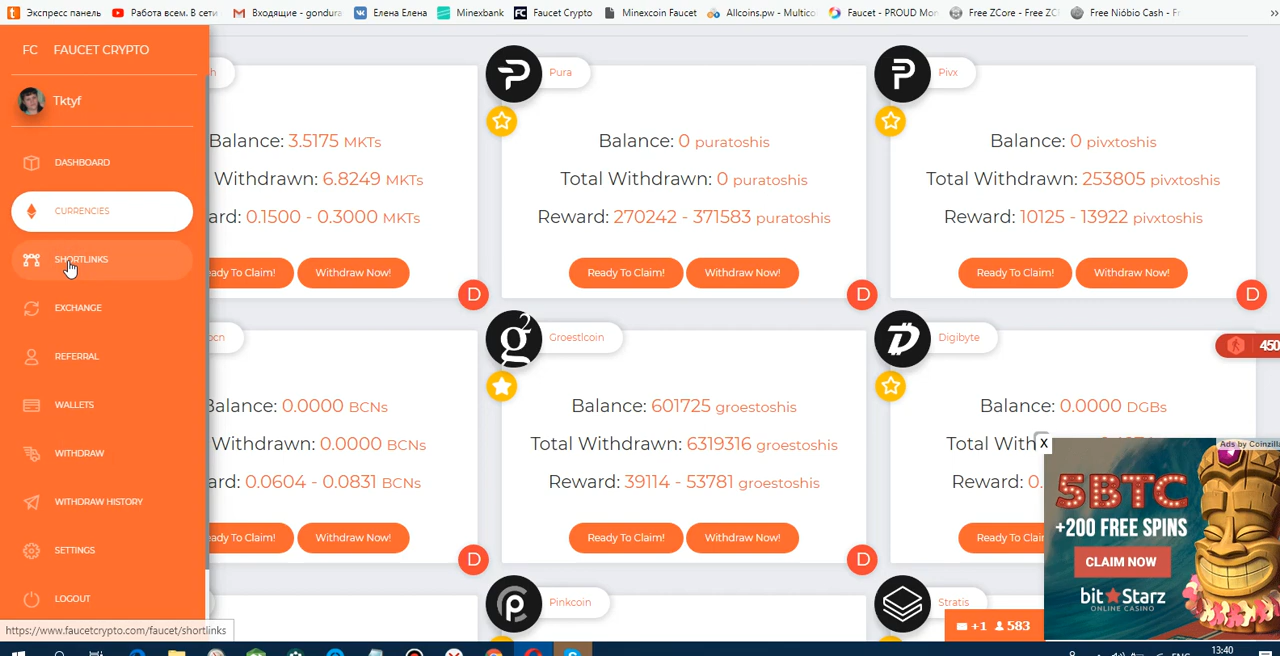 Экспресс панель
Работа всем. В сети
Входящие - gondura
Елена Елена
Minexbank
FC Faucet Crypto
Minexcoin Faucet
Allcoins.pw - Multico
Faucet - PROUD Mon
Free ZCore - Free ZC
Free Nióbio Cash - Fr
»
FC FAUCET CRYPTO
Tktyf
DASHBOARD
CURRENCIES
SHORTLINKS
EXCHANGE
REFERRAL
WALLETS
WITHDRAW
WITHDRAW HISTORY
SETTINGS
LOGOUT
https://www.faucetcrypto.com/faucet/shortlinks
h
Balance: 3.5175 MKTs
Withdrawn: 6.8249 MKTs
ard: 0.1500 - 0.3000 MKTs
ady To Claim! Withdraw Now!
D
Pura
Balance: 0 puratoshis
Total Withdrawn: 0 puratoshis
Reward: 270242 - 371583 puratoshis
Ready To Claim! Withdraw Now!
D
Pivx
Balance: 0 pivxtoshis
Total Withdrawn: 253805 pivxtoshis
Reward: 10125 - 13922 pivxtoshis
Ready To Claim! Withdraw Now!
D
cn
Balance: 0.0000 BCNs
Withdrawn: 0.0000 BCNs
ard: 0.0604 - 0.0831 BCNs
ady To Claim! Withdraw Now!
D
g2
Groestlcoin
Balance: 601725 groestoshis
Total Withdrawn: 6319316 groestoshis
Reward: 39114 - 53781 groestoshis
Ready To Claim! Withdraw Now!
D
Digibyte
Balance: 0.0000 DGBs
Total With
Reward: 0.
Ready To Clai
450
Pinkcoin
Stratis
+1 583
X
Ads by Coinzilla
5BTC
+200 FREE SPINS
CLAIM NOW
bitStarz
ONLINE CASINO
ENG
13:40